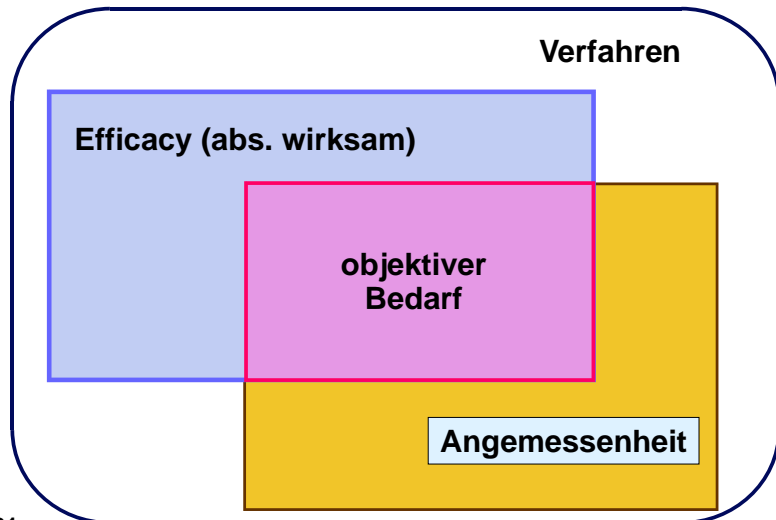 Verfahren
Efficacy (abs. wirksam)
objektiver
Bedarf
Angemessenheit